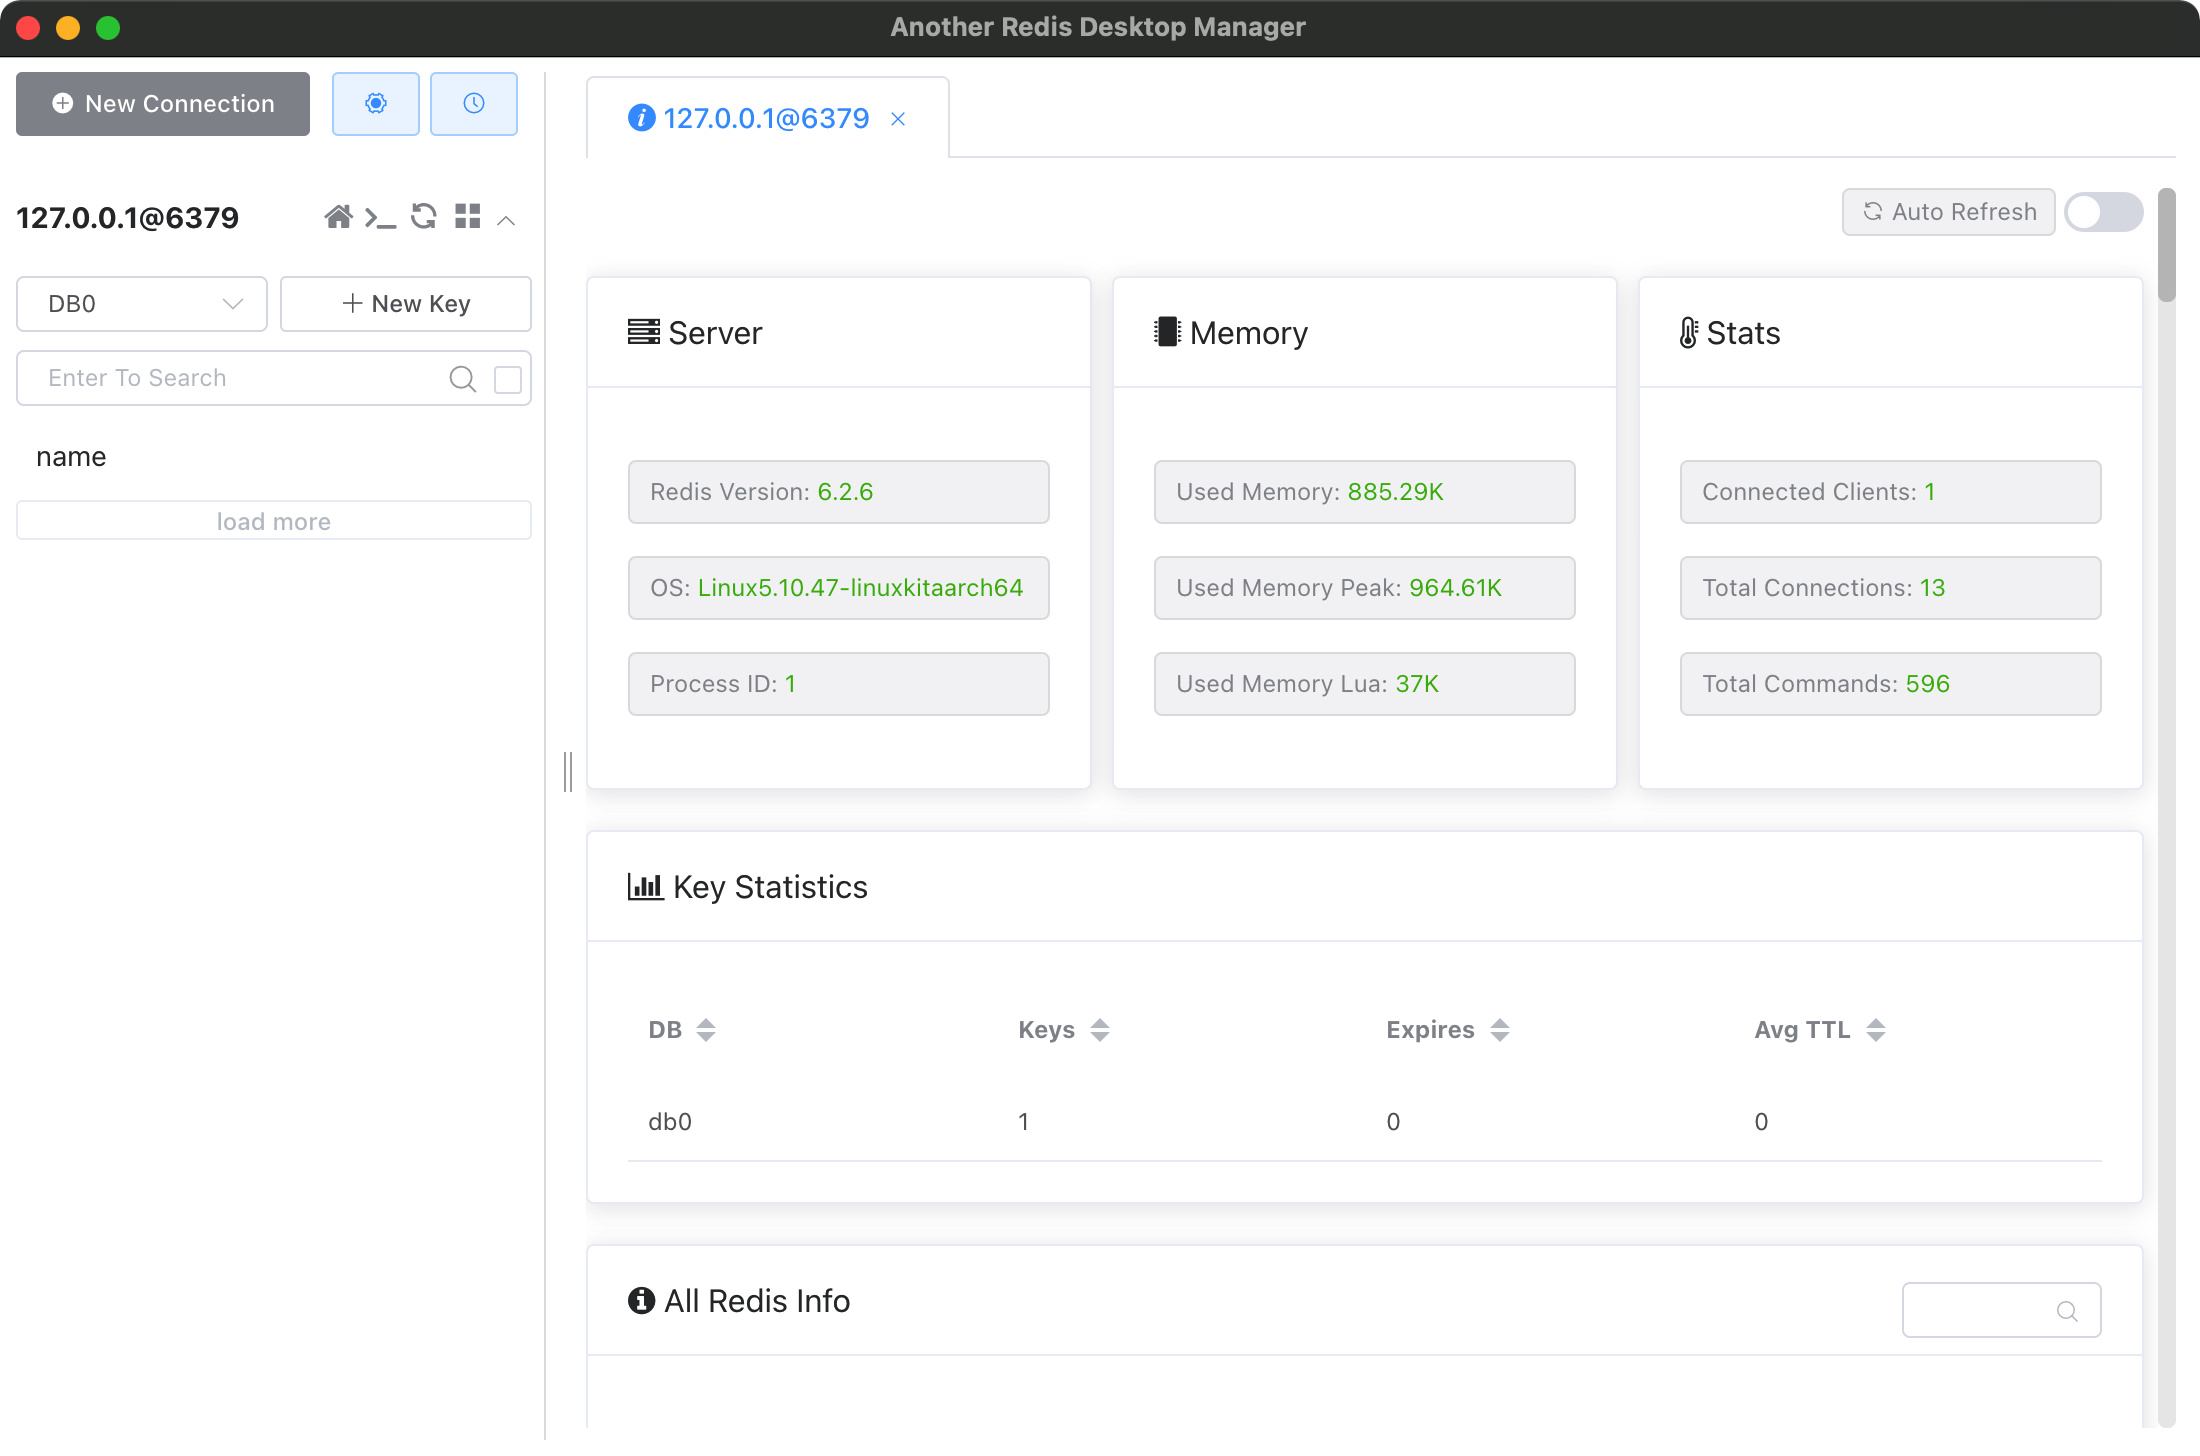 Another Redis Desktop Manager
New Connection
127.0.0.1@6379
DB0
New Key
Enter To Search
name
load more
127.0.0.1@6379
Auto Refresh
Server
Redis Version: 6.2.6
OS: Linux5.10.47-linuxkitaarch64
Process ID: 1
Memory
Used Memory: 885.29K
Used Memory Peak: 964.61K
Used Memory Lua: 37K
Stats
Connected Clients: 1
Total Connections: 13
Total Commands: 596
Key Statistics
DB Keys Expires Avg TTL
db0 1 0 0
All Redis Info